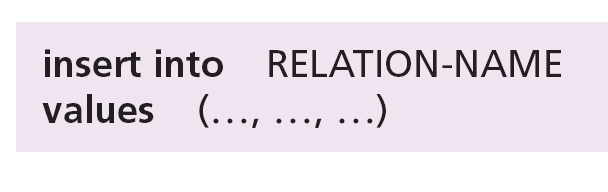 insert into RELATION-NAME
values (..., ..., ...)